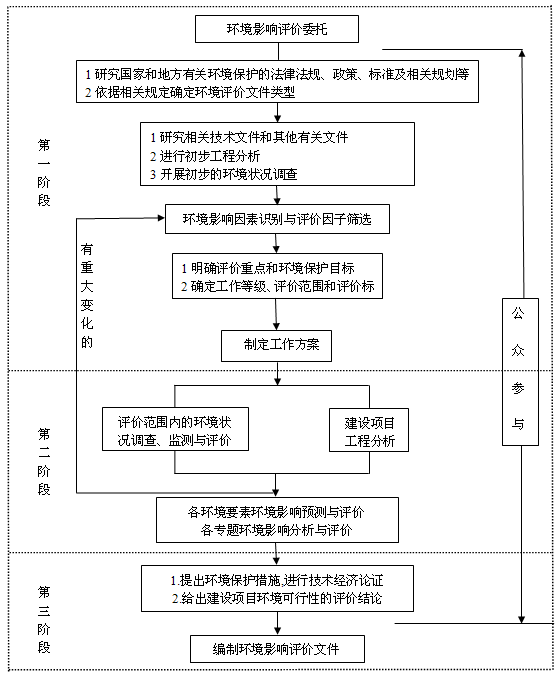 环境影响评价委托
1 研究国家和地方有关环境保护的法律法规、政策、标准及相关规划等
2 依据相关规定确定环境评价文件类型
1 研究相关技术文件和其他有关文件
2 进行初步工程分析
3 开展初步的环境状况调查
第一阶段
环境影响因素识别与评价因子筛选
有重大变化的
1 明确评价重点和环境保护目标
2 确定工作等级、评价范围和评价标
制定工作方案
公众参与
评价范围内的环境状
况调查、监测与评价
建设项目
工程分析
第二阶段
各环境要素环境影响预测与评价
各专题环境影响分析与评价
1.提出环境保护措施,进行技术经济论证
2.给出建设项目环境可行性的评价结论
第三阶段
编制环境影响评价文件